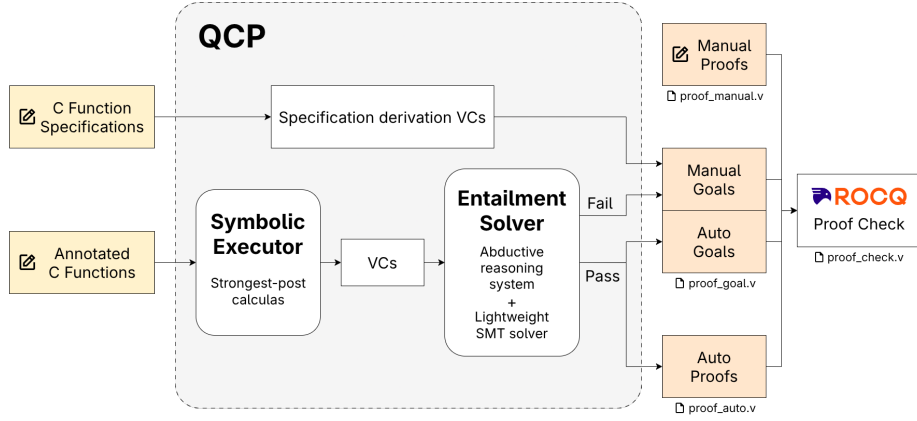 QCP
C Function
Specifications
Specification derivation VCs
Annotated
C Functions
Symbolic
Executor
Strongest-post
calculas
VCs
Entailment
Solver
Abductive
reasoning
system
+
Lightweight
SMT solver
Fail
Pass
Manual
Proofs
proof_manual.v
Manual
Goals
Auto
Goals
proof_goal.v
Auto
Proofs
proof_auto.v
ROCQ
Proof Check
proof_check.v